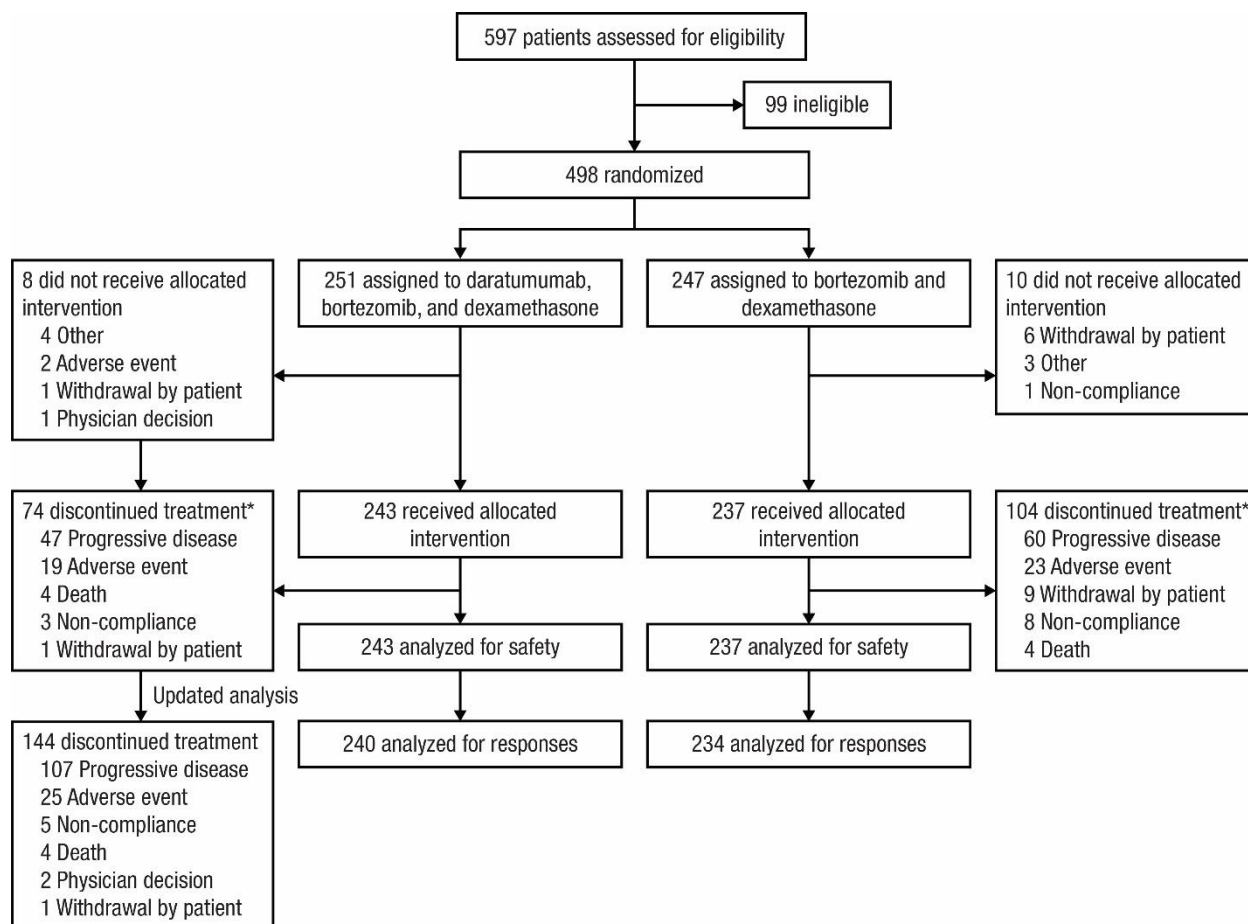 597 patients assessed for eligibility
99 ineligible
498 randomized
8 did not receive allocated
intervention
4 Other
2 Adverse event
1 Withdrawal by patient
1 Physician decision
251 assigned to daratumumab,
bortezomib, and dexamethasone
247 assigned to bortezomib and
dexamethasone
10 did not receive allocated
intervention
6 Withdrawal by patient
3 Other
1 Non-compliance
74 discontinued treatment*
47 Progressive disease
19 Adverse event
4 Death
3 Non-compliance
1 Withdrawal by patient
243 received allocated
intervention
237 received allocated
intervention
104 discontinued treatment*
60 Progressive disease
23 Adverse event
9 Withdrawal by patient
8 Non-compliance
4 Death
243 analyzed for safety
237 analyzed for safety
Updated analysis
144 discontinued treatment
107 Progressive disease
25 Adverse event
5 Non-compliance
4 Death
2 Physician decision
1 Withdrawal by patient
240 analyzed for responses
234 analyzed for responses